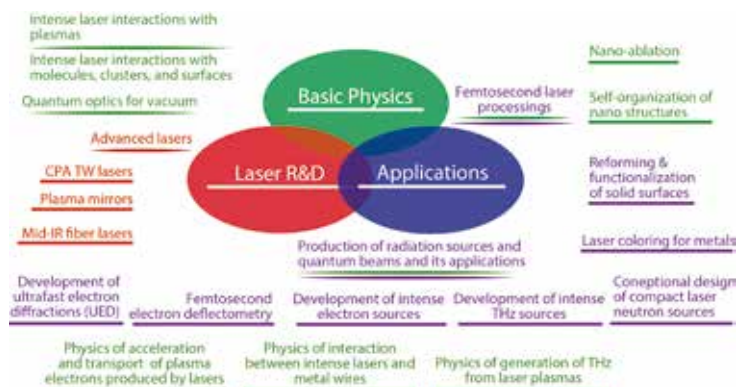 Intense laser interactions with
plasmas
Intense laser interactions with
molecules, clusters, and surfaces
Quantum optics for vacuum
Advanced lasers
CPA TW lasers
Plasma mirrors
Mid-IR fiber lasers
Basic Physics
Laser R&D
Applications
Femtosecond laser
processings
Nano-ablation
Self-organization of
nano structures
Reforming &
functionalization
of solid surfaces
Laser coloring for metals
Production of radiation sources and
quantum beams and its applications
Development of
ultrafast electron
diffractions (UED)
Femtosecond
electron deflectometry
Development of intense
electron sources
Development of intense
THz sources
Coneptional design
of compact laser
neutron sources
Physics of acceleration
and transport of plasma
electrons produced by lasers
Physics of interaction
between intense lasers and
metal wires
Physics of generation of THz
from laser plasmas